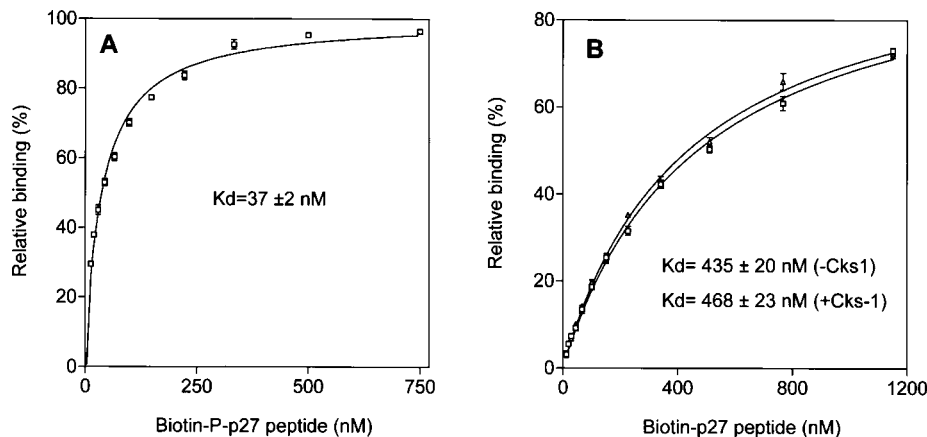 A
Relative binding (%)
100
80
60
40
20
0
Kd=37 ±2 nM
0
250
500
750
Biotin-P-p27 peptide (nM)
B
Relative binding (%)
80
60
40
20
0
Kd= 435 ± 20 nM (-Cks1)
Kd= 468 ± 23 nM (+Cks-1)
0
400
800
1200
Biotin-p27 peptide (nM)